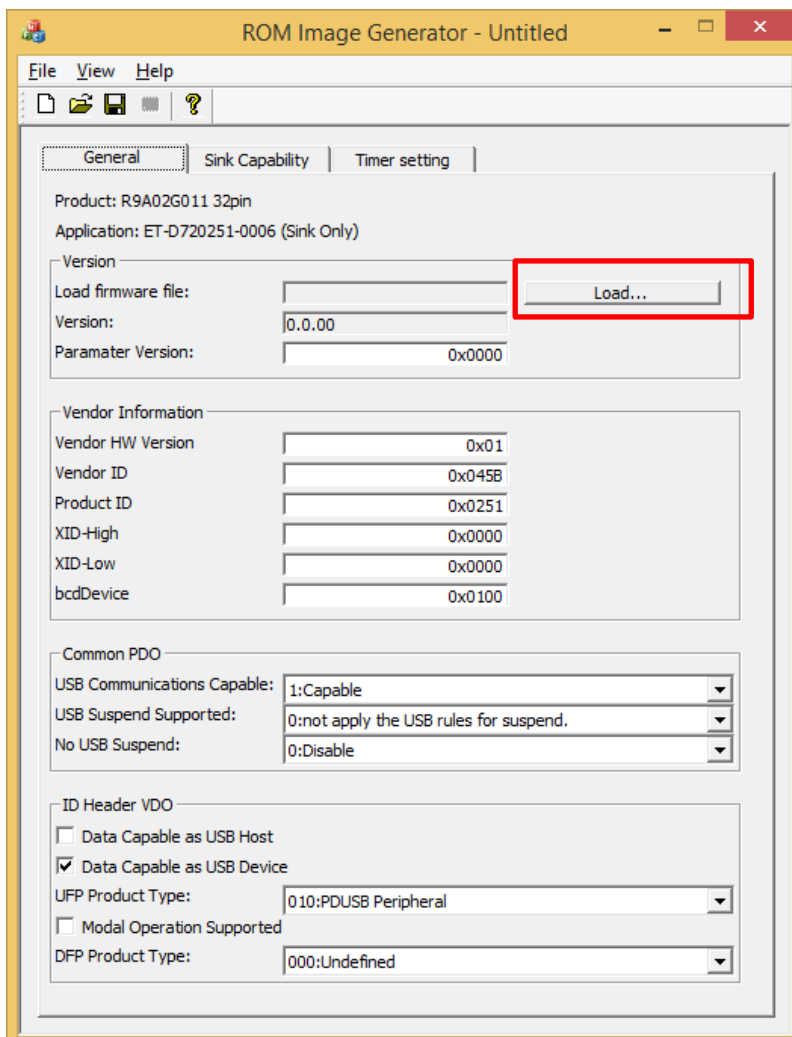 ROM Image Generator - Untitled
File View Help
General Sink Capability Timer setting
Product: R9A02G011 32pin
Application: ET-D720251-0006 (Sink Only)
Version
Load firmware file: Load...
Version: 0.0.00
Paramater Version: 0x0000
Vendor Information
Vendor HW Version 0x01
Vendor ID 0x045B
Product ID 0x0251
XID-High 0x0000
XID-Low 0x0000
bcdDevice 0x0100
Common PDO
USB Communications Capable: 1:Capable
USB Suspend Supported: 0:not apply the USB rules for suspend.
No USB Suspend: 0:Disable
ID Header VDO
Data Capable as USB Host
Data Capable as USB Device
UFP Product Type: 010:PDUSB Peripheral
Modal Operation Supported
DFP Product Type: 000:Undefined